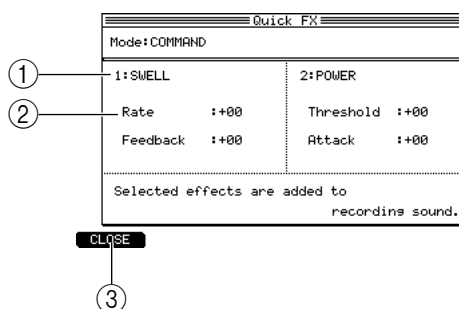 Quick FX
Mode:COMMAND
1:SWELL 2:POWER
Rate :+00 Threshold :+00
Feedback :+00 Attack :+00
Selected effects are added to
recording sound.
CLOSE
1
2
3